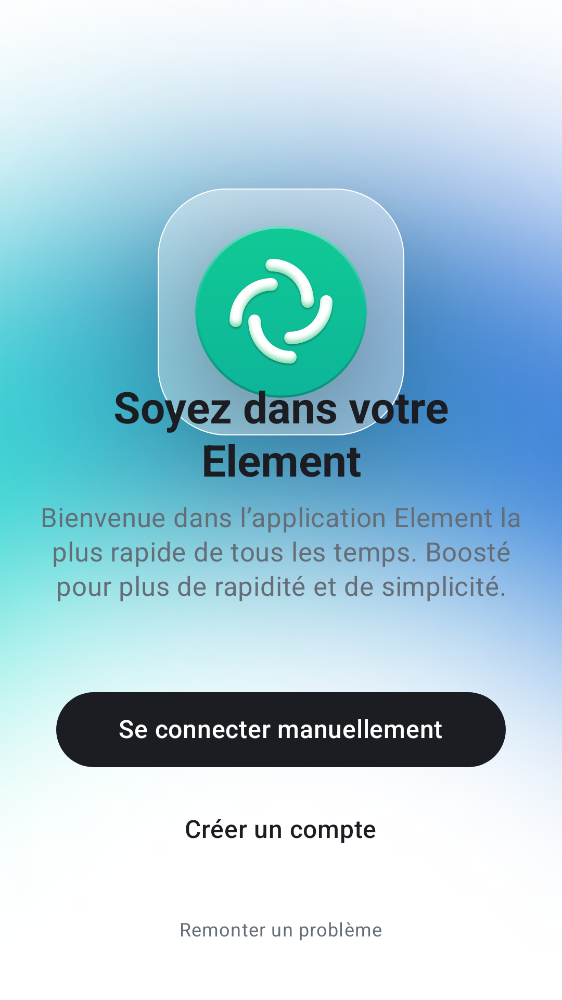 Soyez dans votre
Element
Bienvenue dans l’application Element la
plus rapide de tous les temps. Boosté
pour plus de rapidité et de simplicité.
Se connecter manuellement
Créer un compte
Remonter un problème